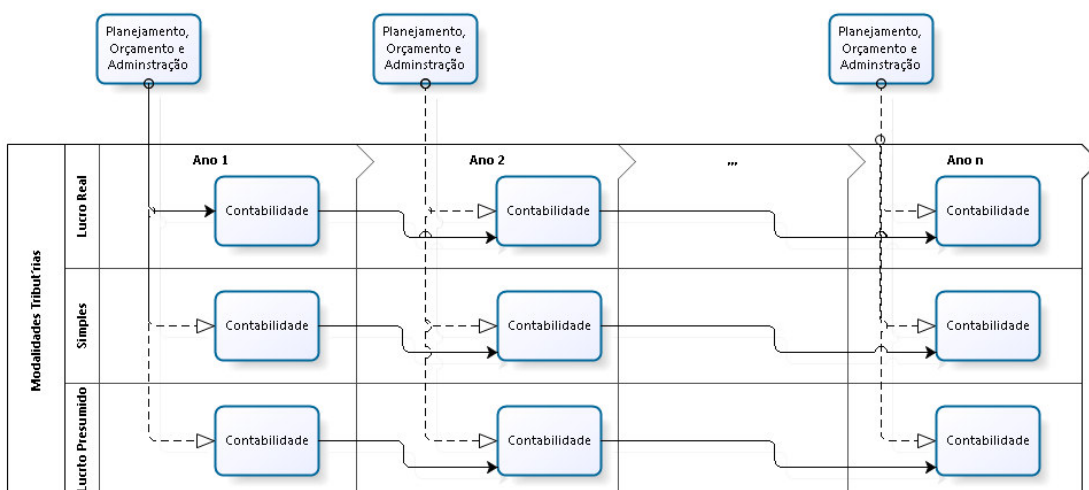 Planejamento,
Orçamento e
Adminstração
Planejamento,
Orçamento e
Adminstração
Planejamento,
Orçamento e
Adminstração
Modalidades Tribut'rias
Ano 1
Ano 2
,,,
Ano n
Lucro Real
Contabilidade
Contabilidade
Contabilidade
Simples
Contabilidade
Contabilidade
Contabilidade
Lucrto Presumido
Contabilidade
Contabilidade
Contabilidade